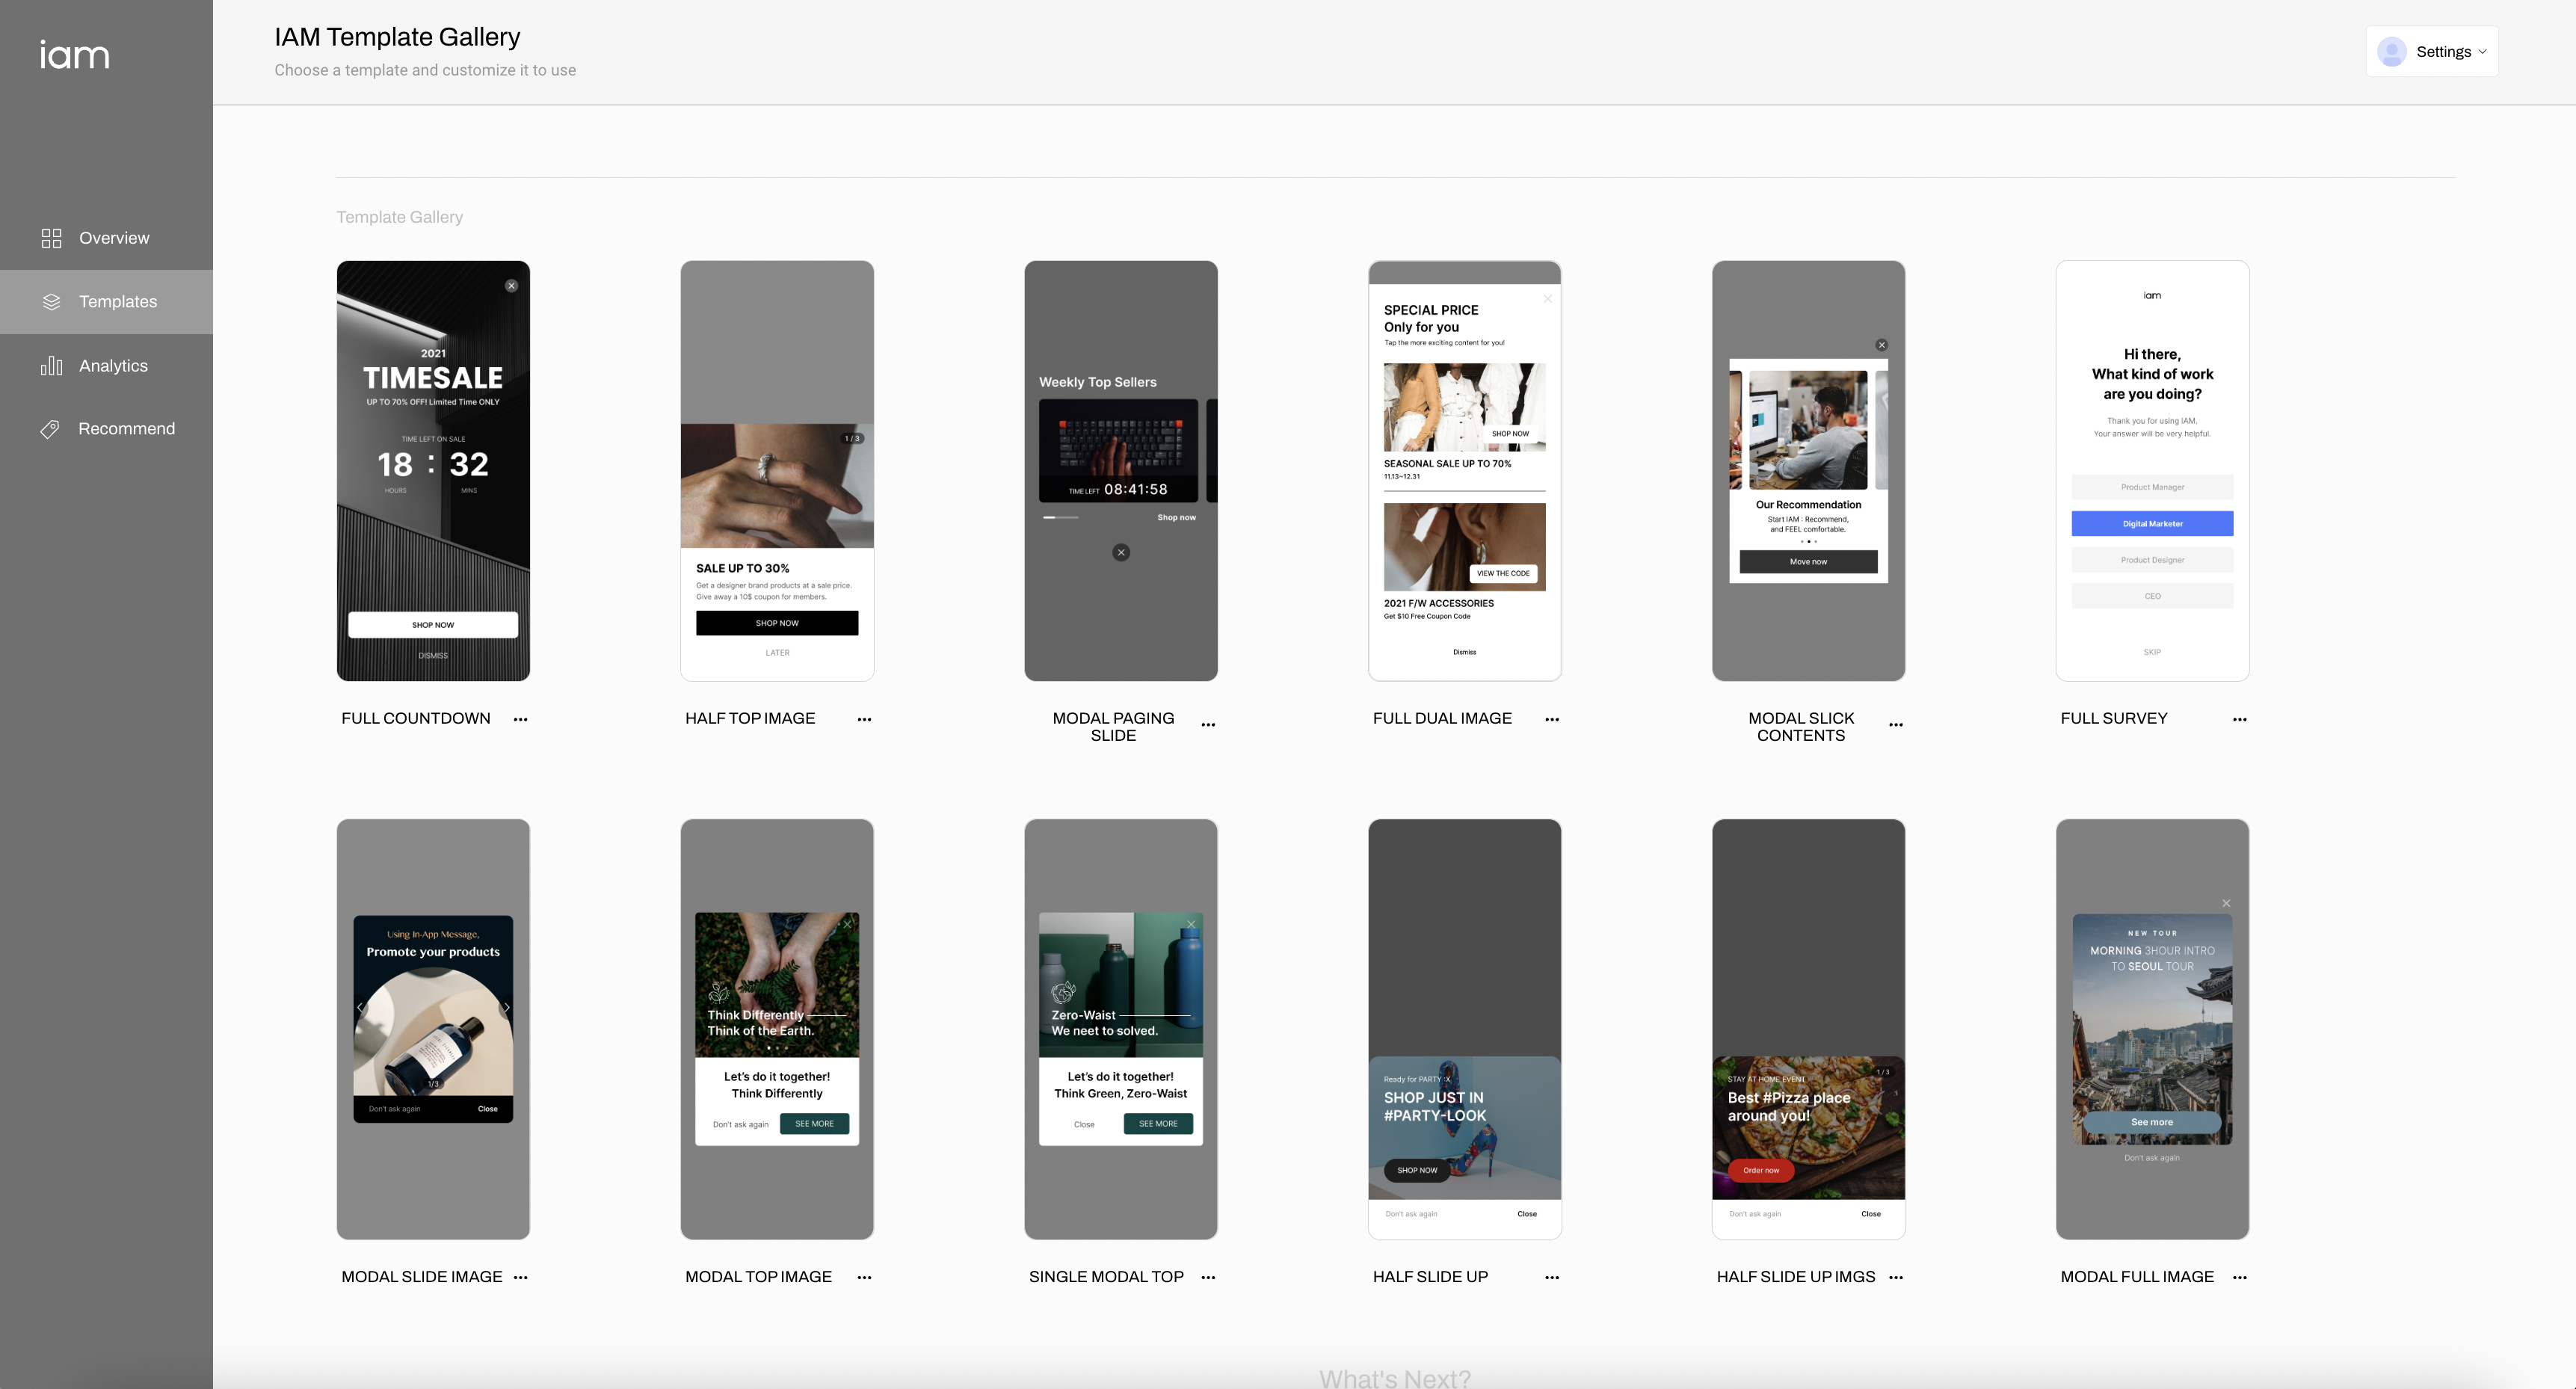 iam
Overview
Templates
Analytics
Recommend
IAM Template Gallery
Choose a template and customize it to use
Settings
Template Gallery
2021
TIMESALE
UP TO 70% OFF! Limited Time ONLY
TIME LEFT ON SALE
18 : 32
HOURS MINS
SHOP NOW
DISMISS
FULL COUNTDOWN
1 / 3
SALE UP TO 30%
Get a designer brand products at a sale price.
Give away a 10$ coupon for members.
SHOP NOW
LATER
HALF TOP IMAGE
Weekly Top Sellers
TIME LEFT 08:41:58
Shop now
MODAL PAGING
SLIDE
SPECIAL PRICE
Only for you
Tap the more exciting content for you!
SHOP NOW
SEASONAL SALE UP TO 70%
11.13~12.31
VIEW THE CODE
2021 F/W ACCESSORIES
Get $10 Free Coupon Code
Dismiss
FULL DUAL IMAGE
Our Recommendation
Start IAM : Recommend,
and FEEL comfortable.
Move now
MODAL SLICK
CONTENTS
iam
Hi there,
What kind of work
are you doing?
Thank you for using IAM.
Your answer will be very helpful.
Product Manager
Digital Marketer
Product Designer
CEO
SKIP
FULL SURVEY
Using In-App Message,
Promote your products
1/3
Don't ask again Close
MODAL SLIDE IMAGE
Think Differently
Think of the Earth.
Let's do it together!
Think Differently
Don't ask again SEE MORE
MODAL TOP IMAGE
Zero-Waist
We neet to solved.
Let's do it together!
Think Green, Zero-Waist
Close SEE MORE
SINGLE MODAL TOP
Ready for PARTY :X
SHOP JUST IN
#PARTY-LOOK
SHOP NOW
Don't ask again Close
HALF SLIDE UP
STAY AT HOME EVENT
1 / 3
Best #Pizza place
around you!
Order now
Don't ask again Close
HALF SLIDE UP IMGS
NEW TOUR
MORNING 3HOUR INTRO
TO SEOUL TOUR
See more
Don't ask again
MODAL FULL IMAGE
What's Next?